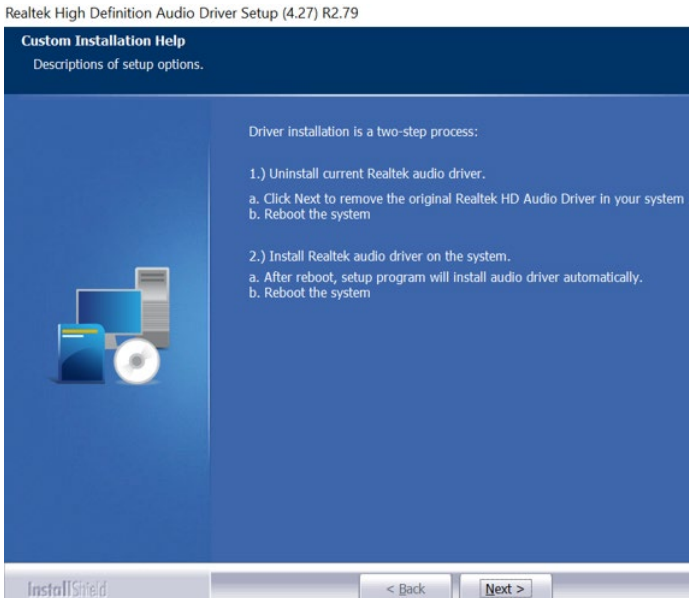 Realtek High Definition Audio Driver Setup (4.27) R2.79
Custom Installation Help
Descriptions of setup options.
Driver installation is a two-step process:
1.) Uninstall current Realtek audio driver.
a. Click Next to remove the original Realtek HD Audio Driver in your system
b. Reboot the system
2.) Install Realtek audio driver on the system.
a. After reboot, setup program will install audio driver automatically.
b. Reboot the system
InstallShield
< Back Next >